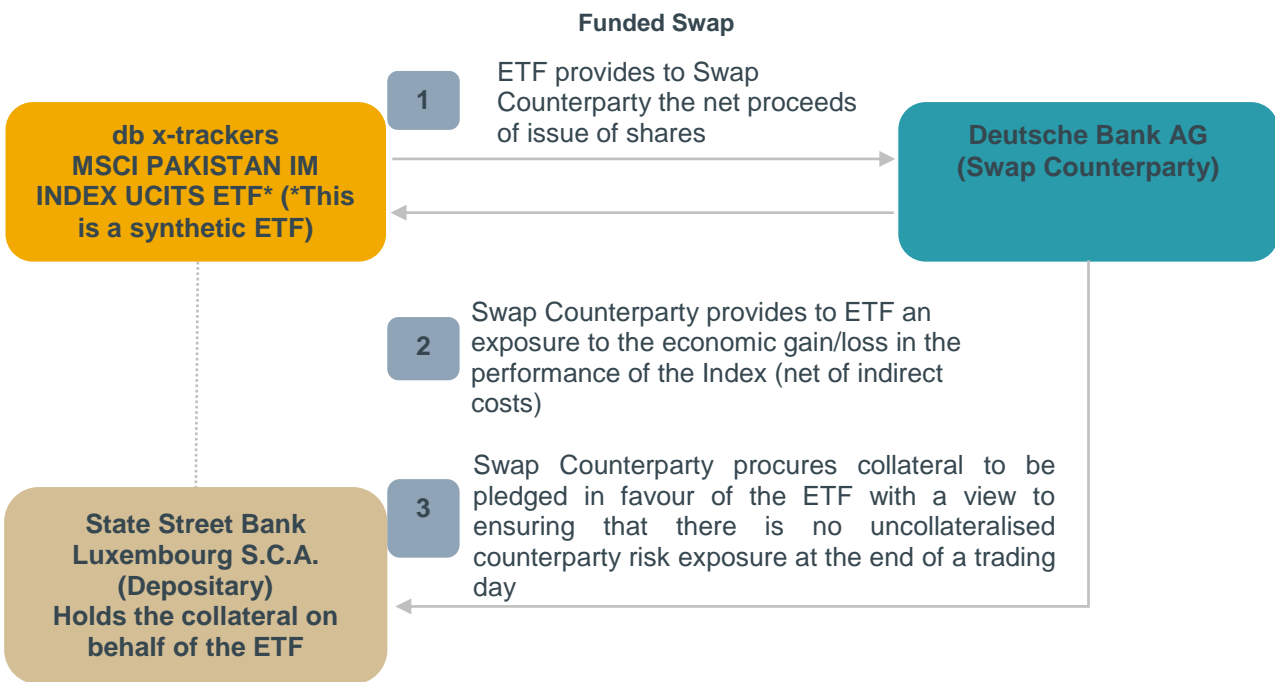 Funded Swap
1
ETF provides to Swap
Counterparty the net proceeds
of issue of shares
db x-trackers
MSCI PAKISTAN IM
INDEX UCITS ETF* (*This
is a synthetic ETF)
Deutsche Bank AG
(Swap Counterparty)
2
Swap Counterparty provides to ETF an
exposure to the economic gain/loss in the
performance of the Index (net of indirect
costs)
3
Swap Counterparty procures collateral to be
pledged in favour of the ETF with a view to
ensuring that there is no uncollateralised
counterparty risk exposure at the end of a trading
day
State Street Bank
Luxembourg S.C.A.
(Depositary)
Holds the collateral on
behalf of the ETF